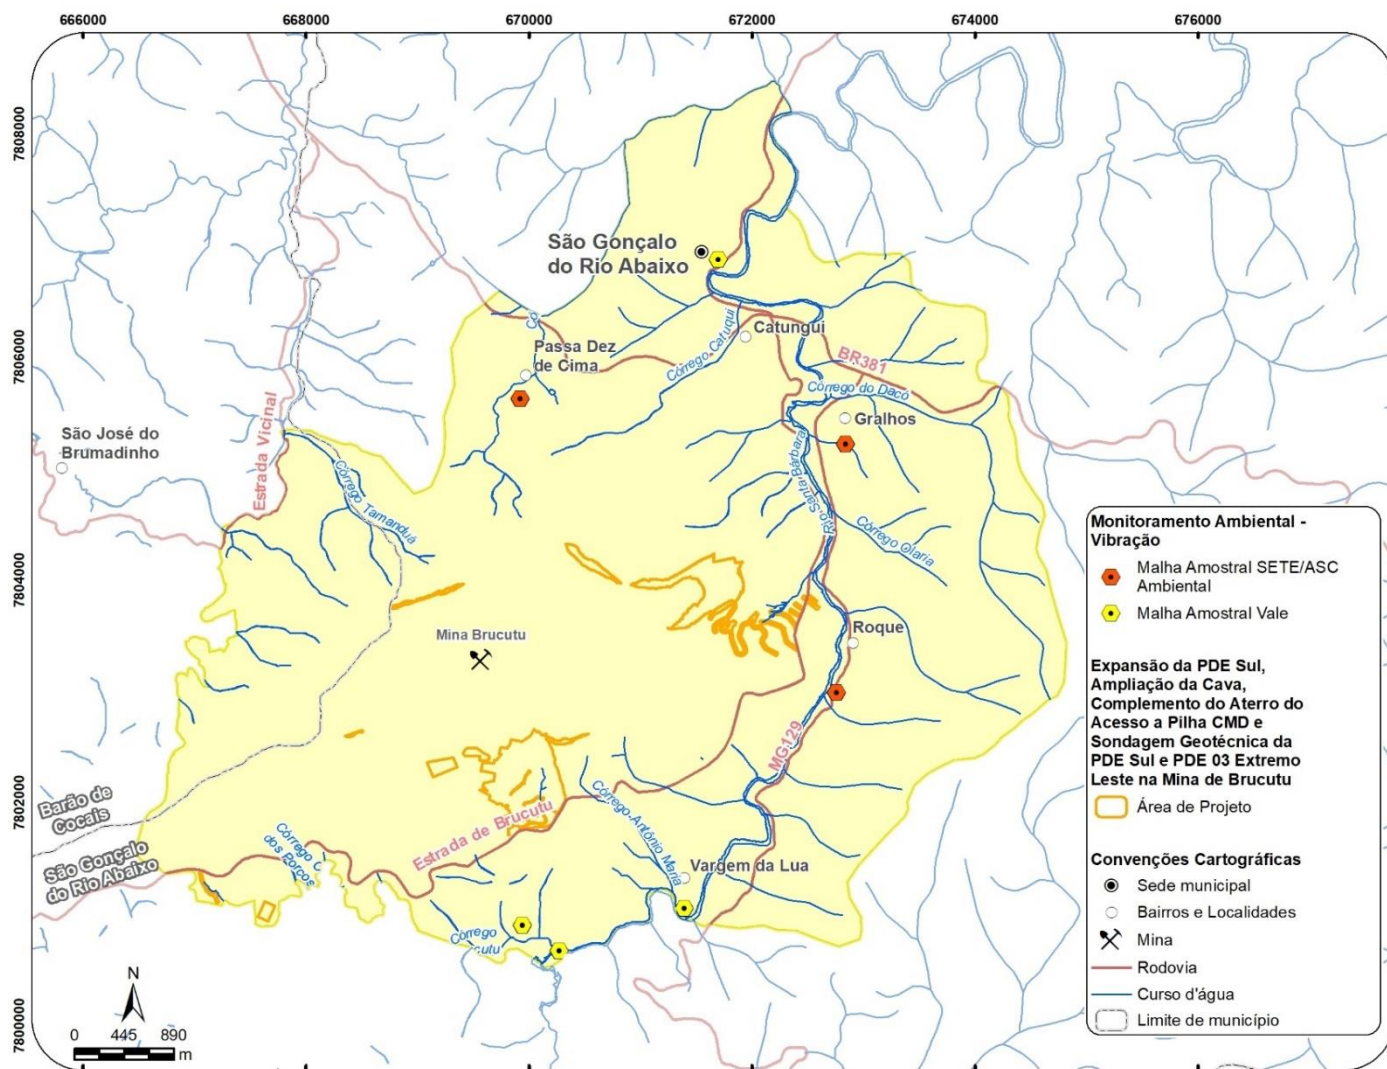 666000
668000
670000
672000
674000
676000
7788000
7786000
7784000
7782000
7780000
São Gonçalo
do Rio Abaixo
Catungui
Passa Dez
de Cima
Córrego Catuqui
BR381
Córrego do Dacó
Gralhos
São José do
Brumadinho
Estrada Vicinal
Córrego Tamanduá
Rio Santa Bárbara
Córrego Olaria
Mina Brucutu
Roque
MG129
Barão de
Cocais
São Gonçalo
do Rio Abaixo
Córrego
dos Porcos
Estrada de Brucutu
Córrego Antônio Maria
Vargem da Lua
Córrego
cutu
N
0 445 890
m
Monitoramento Ambiental -
Vibração
Malha Amostral SETE/ASC
Ambiental
Malha Amostral Vale
Expansão da PDE Sul,
Ampliação da Cava,
Complemento do Aterro do
Acesso a Pilha CMD e
Sondagem Geotécnica da
PDE Sul e PDE 03 Extremo
Leste na Mina de Brucutu
Área de Projeto
Convenções Cartográficas
Sede municipal
Bairros e Localidades
Mina
Rodovia
Curso d'água
Limite de município